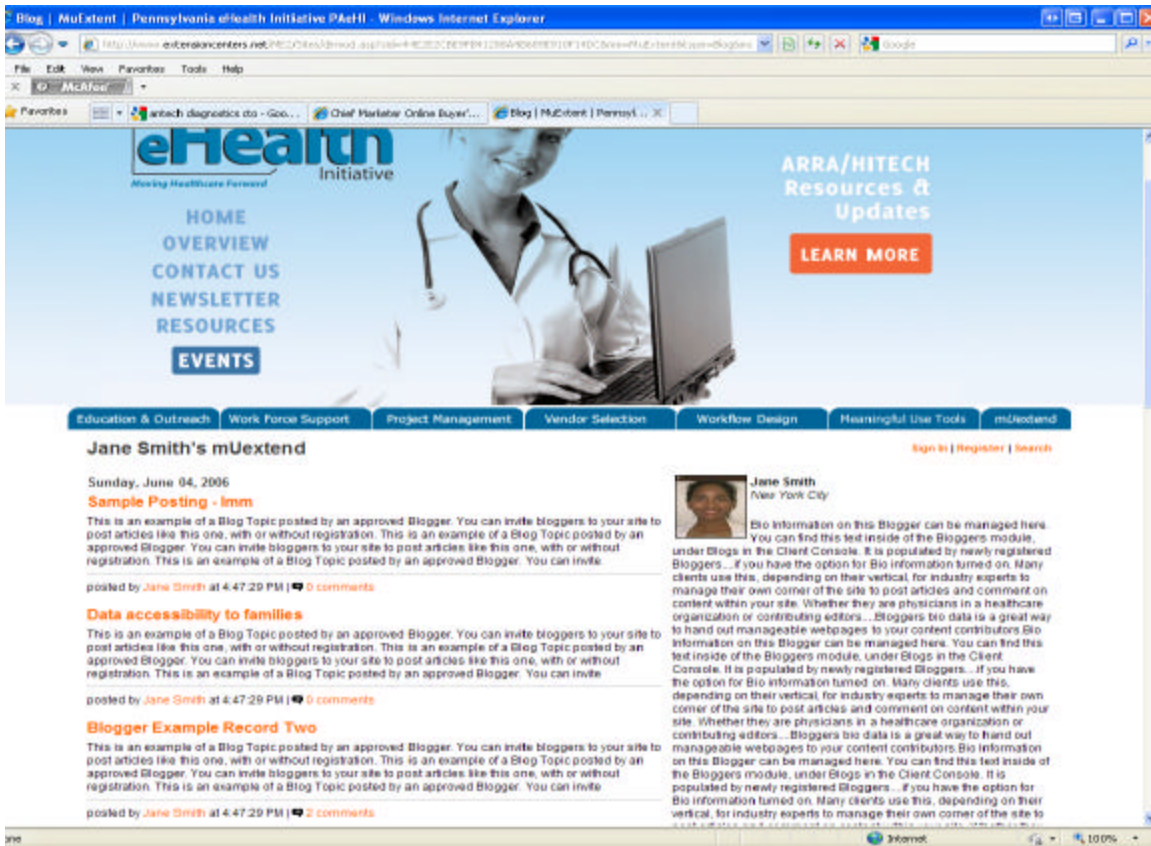 Blog | MuExtent | Pennsylvania eHealth Initiative PAeHI - Windows Internet Explorer
Google
File Edit View Favorites Tools Help
McAfee
Favorites
antech diagnostics cto - Goo... Chief Marketer Online Buyer'... Blog | MuExtent | Pennsyl...
eHealth
Initiative
Moving Healthcare Forward
HOME
OVERVIEW
CONTACT US
NEWSLETTER
RESOURCES
EVENTS
ARRA/HITECH
Resources &
Updates
LEARN MORE
Education & Outreach Work Force Support Project Management Vendor Selection Workflow Design Meaningful Use Tools mUextend
Jane Smith's mUextend
Sign In | Register | Search
Sunday, June 04, 2006
Sample Posting - Imm
This is an example of a Blog Topic posted by an approved Blogger. You can invite bloggers to your site to
post articles like this one, with or without registration. This is an example of a Blog Topic posted by an
approved Blogger. You can invite bloggers to your site to post articles like this one, with or without
registration. This is an example of a Blog Topic posted by an approved Blogger. You can invite
posted by Jane Smith at 4:47:29 PM | 0 comments
Data accessibility to families
This is an example of a Blog Topic posted by an approved Blogger. You can invite bloggers to your site to
post articles like this one, with or without registration. This is an example of a Blog Topic posted by an
approved Blogger. You can invite bloggers to your site to post articles like this one, with or without
registration. This is an example of a Blog Topic posted by an approved Blogger. You can invite
posted by Jane Smith at 4:47:29 PM | 0 comments
Blogger Example Record Two
This is an example of a Blog Topic posted by an approved Blogger. You can invite bloggers to your site to
post articles like this one, with or without registration. This is an example of a Blog Topic posted by an
approved Blogger. You can invite bloggers to your site to post articles like this one, with or without
registration. This is an example of a Blog Topic posted by an approved Blogger. You can invite
posted by Jane Smith at 4:47:29 PM | 2 comments
Jane Smith
New York City
Bio Information on this Blogger can be managed here.
You can find this text inside of the Bloggers module,
under Blogs in the Client Console. It is populated by newly registered
Bloggers....if you have the option for Bio information turned on. Many
clients use this, depending on their vertical, for industry experts to
manage their own corner of the site to post articles and comment on
content within your site. Whether they are physicians in a healthcare
organization or contributing editors....Bloggers bio data is a great way
to hand out manageable webpages to your content contributors.Bio
Information on this Blogger can be managed here. You can find this
text inside of the Bloggers module, under Blogs in the Client
Console. It is populated by newly registered Bloggers....if you have
the option for Bio information turned on. Many clients use this,
depending on their vertical, for industry experts to manage their own
corner of the site to post articles and comment on content within your
site. Whether they are physicians in a healthcare organization or
contributing editors....Bloggers bio data is a great way to hand out
manageable webpages to your content contributors.Bio Information
on this Blogger can be managed here. You can find this text inside of
the Bloggers module, under Blogs in the Client Console. It is
populated by newly registered Bloggers....if you have the option for
Bio information turned on. Many clients use this, depending on their
vertical, for industry experts to manage their own corner of the site to
Internet 100%